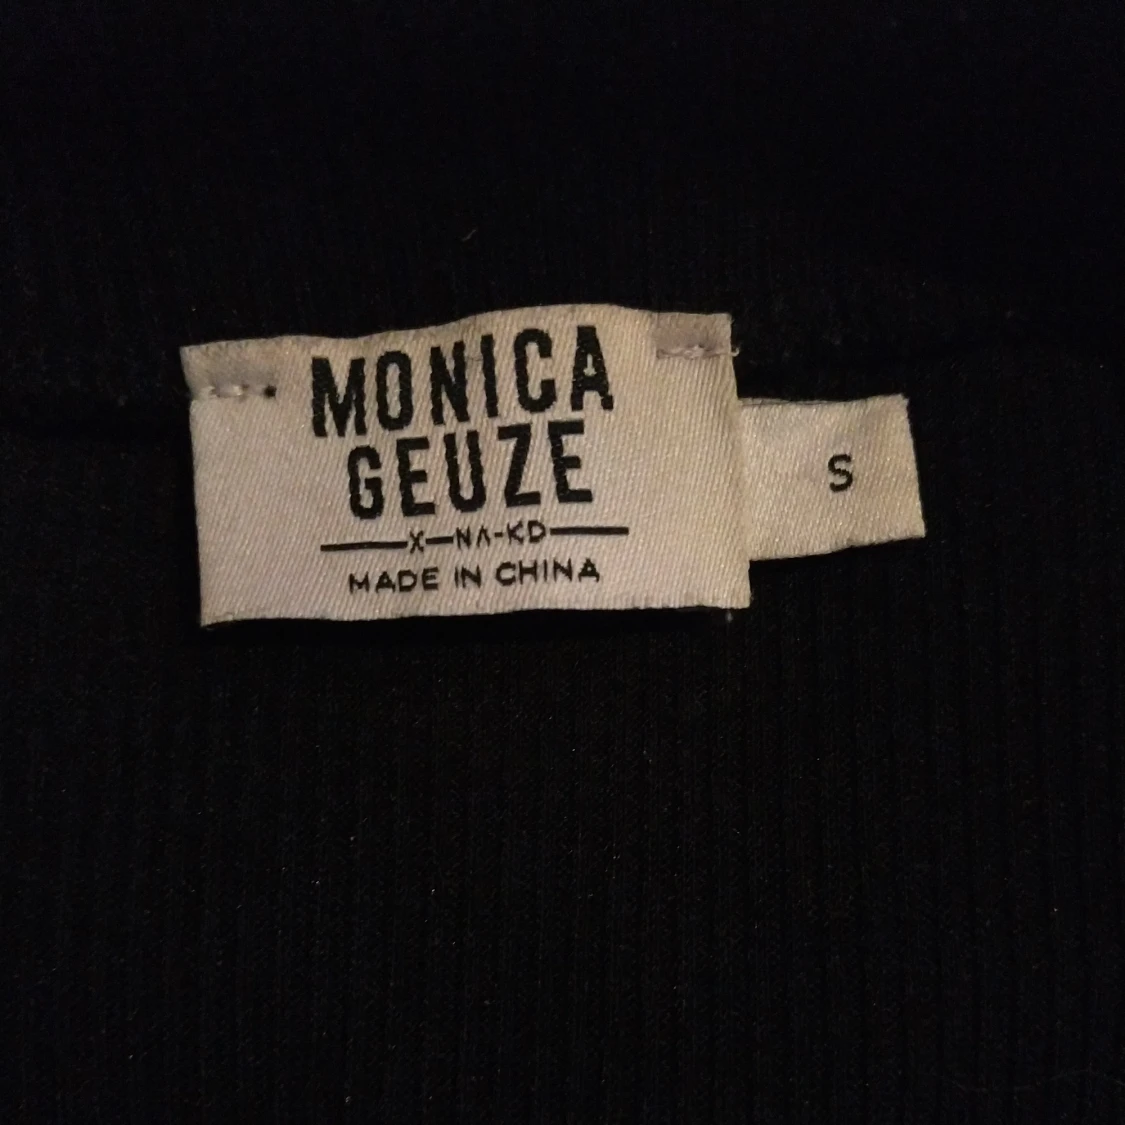 MONICA
GEUZE
X-NA-KD
MADE IN CHINA
S